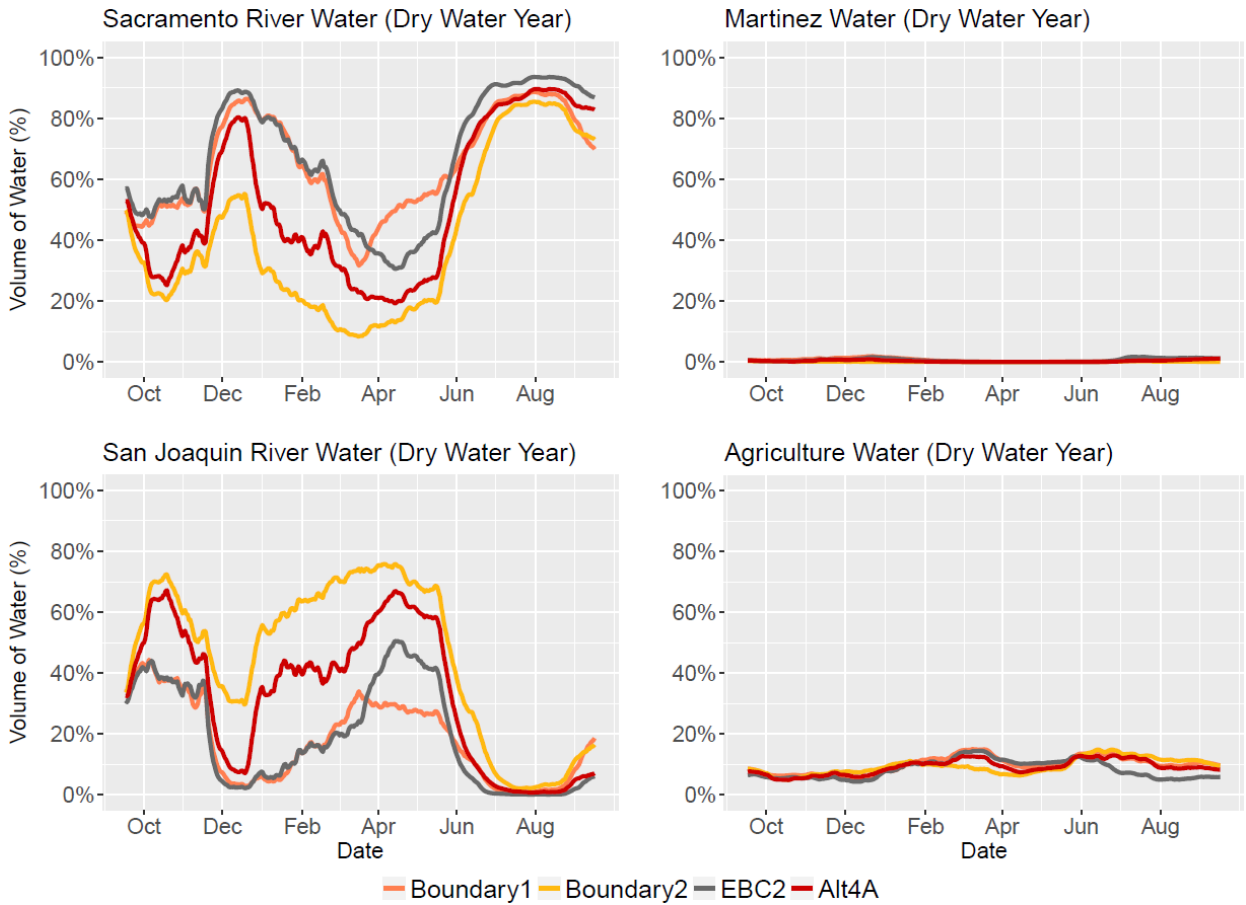 Sacramento River Water (Dry Water Year)
Volume of Water (%)
100%
80%
60%
40%
20%
0%
Oct Dec Feb Apr Jun Aug
Martinez Water (Dry Water Year)
100%
80%
60%
40%
20%
0%
Oct Dec Feb Apr Jun Aug
San Joaquin River Water (Dry Water Year)
Volume of Water (%)
100%
80%
60%
40%
20%
0%
Oct Dec Feb Apr Jun Aug
Date
Agriculture Water (Dry Water Year)
100%
80%
60%
40%
20%
0%
Oct Dec Feb Apr Jun Aug
Date
Boundary1 Boundary2 EBC2 Alt4A